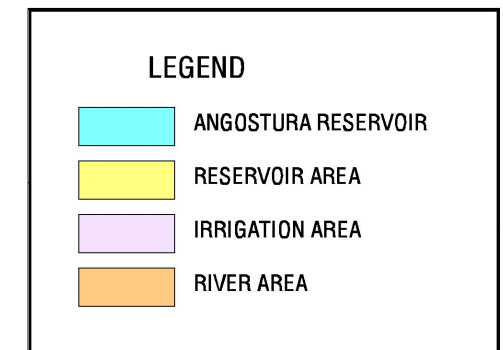 LEGEND
ANGOSTURA RESERVOIR
RESERVOIR AREA
IRRIGATION AREA
RIVER AREA